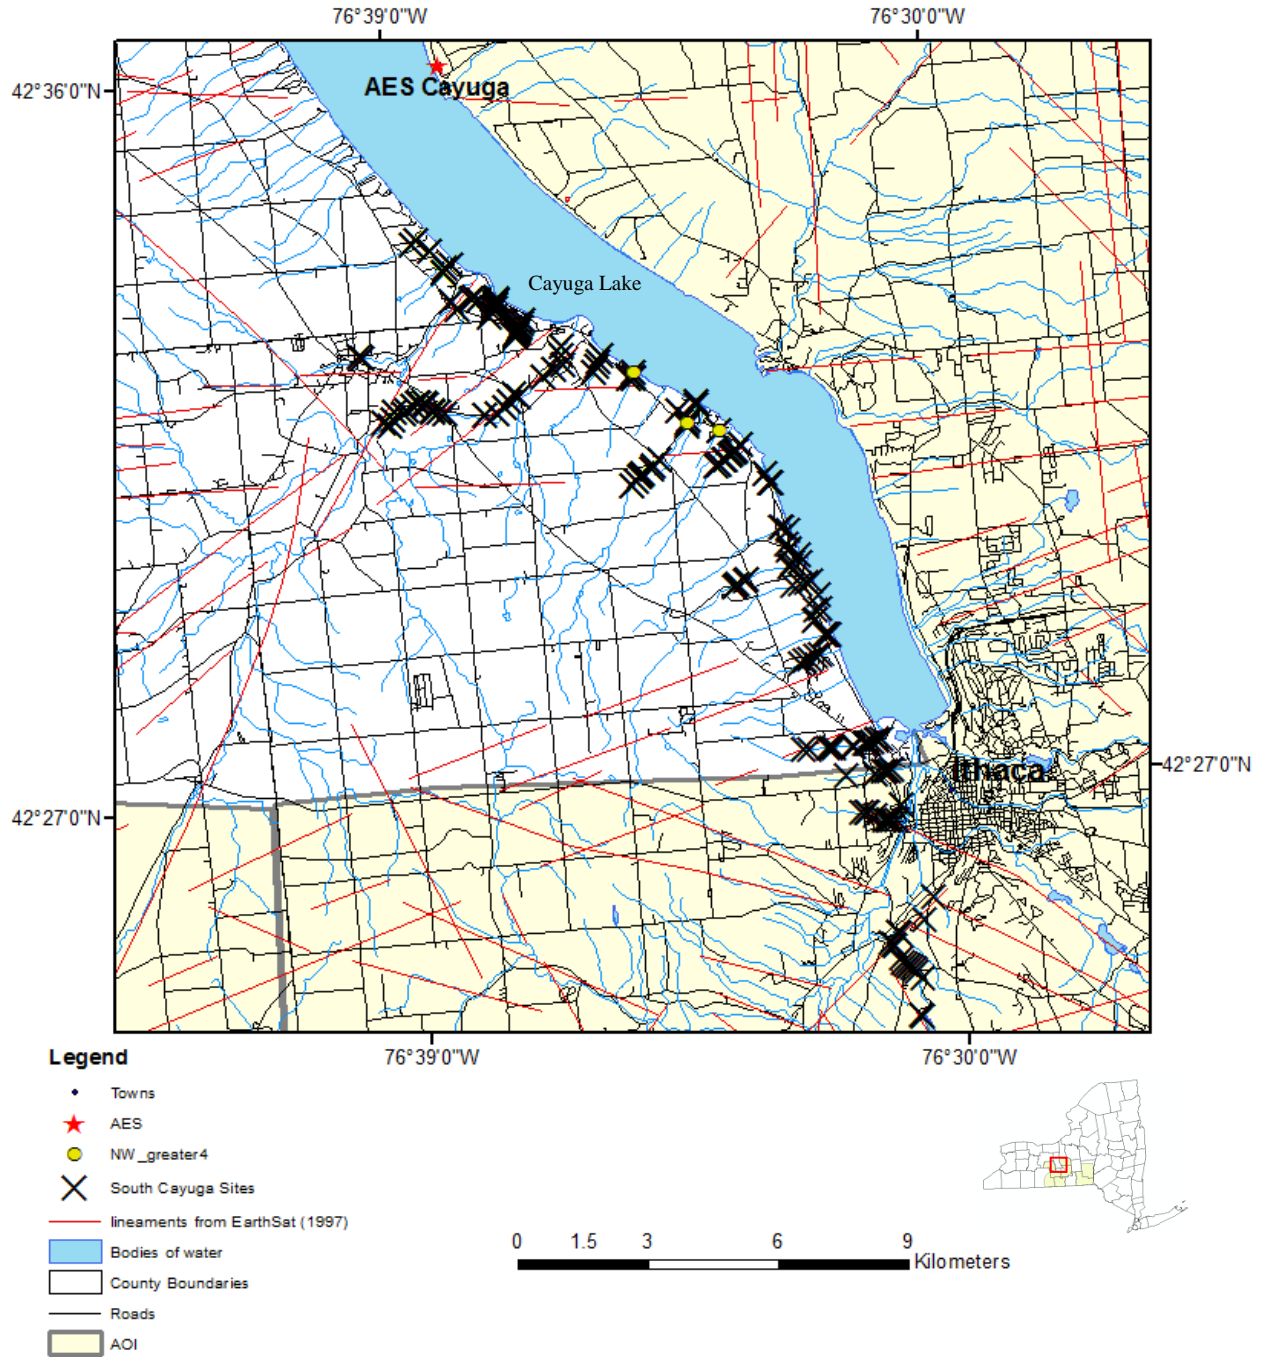 76°39'0"W 76°30'0"W
42°36'0"N
AES Cayuga
Cayuga Lake
Ithaca
42°27'0"N
42°27'0"N
76°39'0"W 76°30'0"W
Legend
Towns
AES
NW_greater4
South Cayuga Sites
lineaments from EarthSat (1997)
Bodies of water
County Boundaries
Roads
AOI
0 1.5 3 6 9
Kilometers